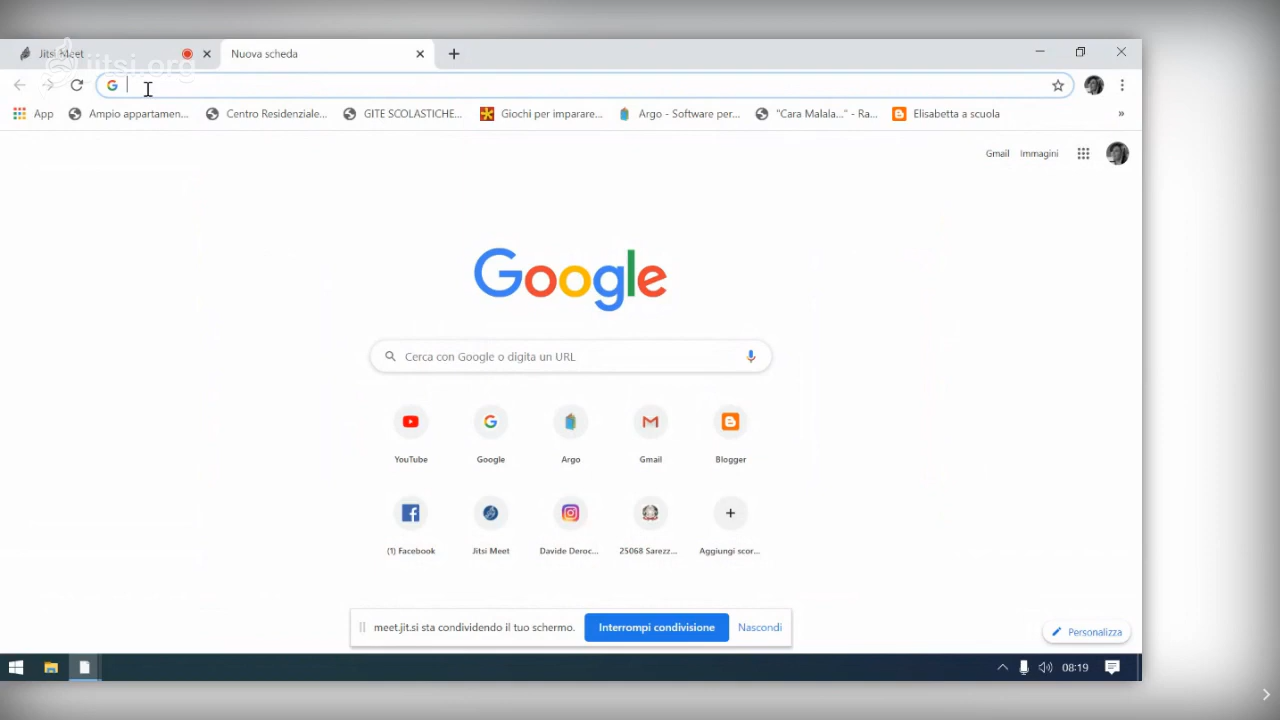 Jitsi Meet
jitsi.org
Nuova scheda
App
Ampio appartamen...
Centro Residenziale...
GITE SCOLASTICHE...
Giochi per imparare...
Argo - Software per...
"Cara Malala..." - Ra...
Elisabetta a scuola
»
Gmail
Immagini
Google
Cerca con Google o digita un URL
YouTube
Google
Argo
Gmail
Blogger
(1) Facebook
Jitsi Meet
Davide Deroc...
25068 Sarezz...
Aggiungi scor...
meet.jit.si sta condividendo il tuo schermo.
Interrompi condivisione
Nascondi
Personalizza
08:19